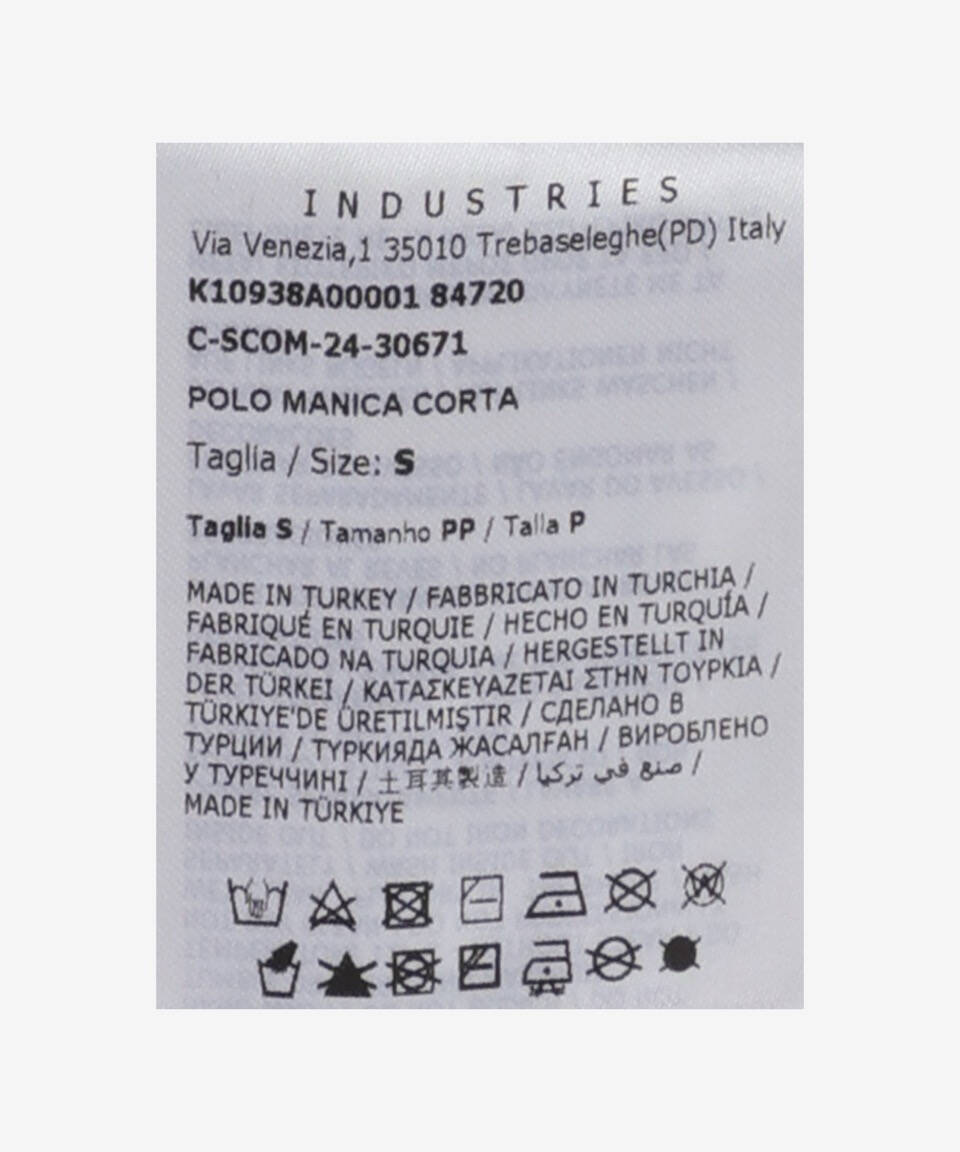 INDUSTRIES
Via Venezia,1 35010 Trebaseleghe(PD) Italy
K10938A00001 84720
C-SCOM-24-30671
POLO MANICA CORTA
Taglia / Size: S
Taglia S / Tamanho PP / Talla P
MADE IN TURKEY / FABBRICATO IN TURCHIA /
FABRIQUÉ EN TURQUIE / HECHO EN TURQUÍA /
FABRICADO NA TURQUIA / HERGESTELLT IN
DER TÜRKEI / ΚΑΤΑΣΚΕΥΑΖΕΤΑΙ ΣΤΗΝ ΤΟΥΡΚΙΑ /
TÜRKIYE'DE ÜRETILMIŞTIR / СДЕЛАНО В
ТУРЦИИ / ТҮРКИЯДА ЖАСАЛҒАН / ВИРОБЛЕНО
У ТУРЕЧЧИНІ / 土耳其製造 / صنع في تركيا /
MADE IN TÜRKIYE